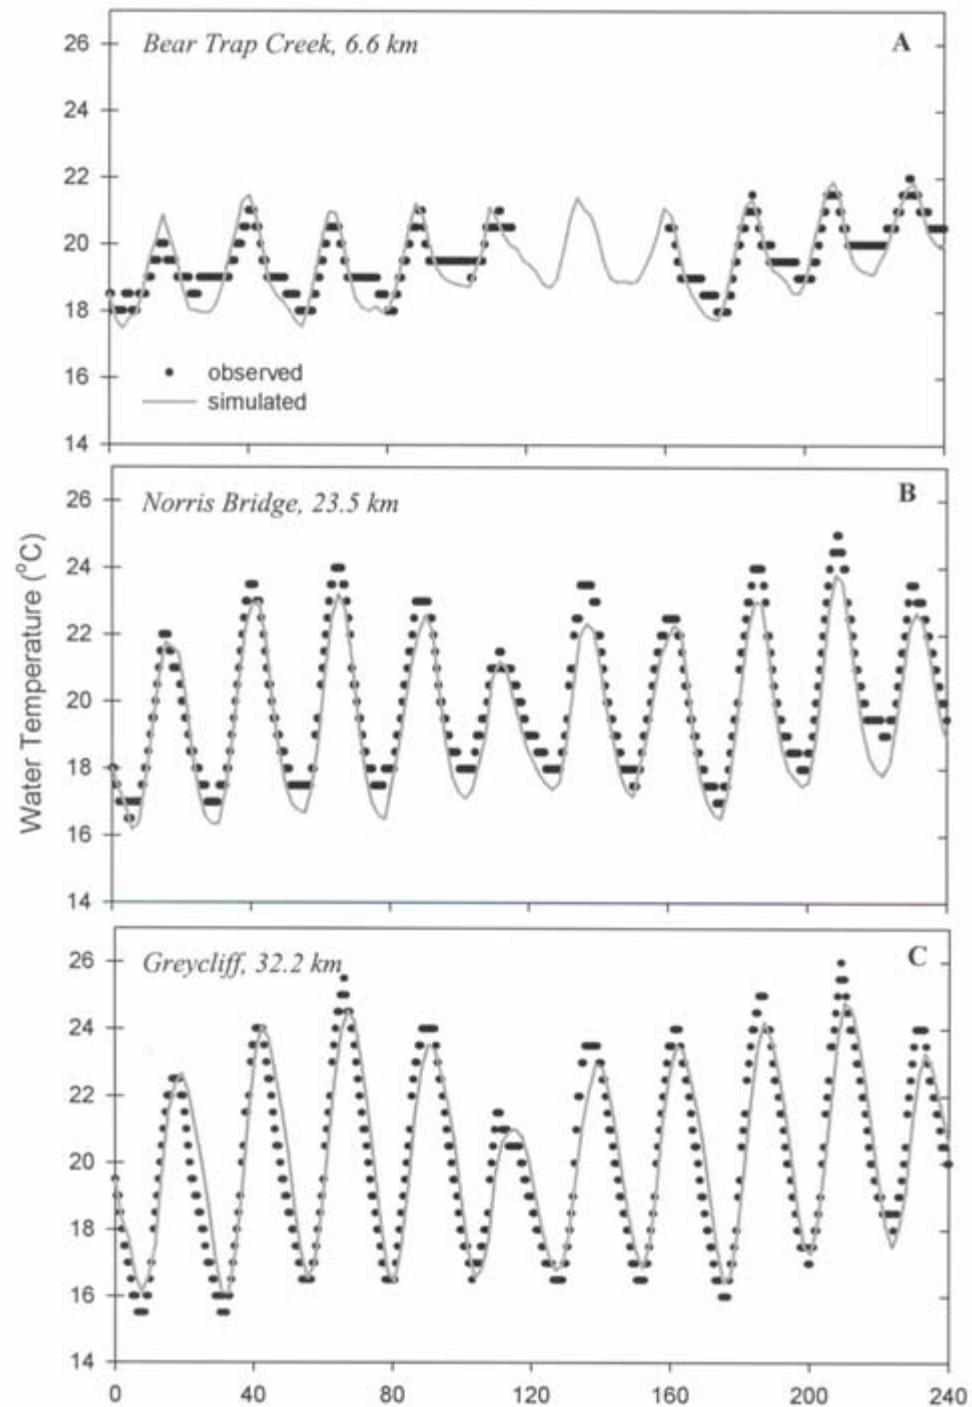 26
Bear Trap Creek, 6.6 km
A
24
22
20
18
16
observed
simulated
14
26
Norris Bridge, 23.5 km
B
24
22
20
18
16
14
Water Temperature (°C)
26
Greycliff, 32.2 km
C
24
22
20
18
16
14
0 40 80 120 160 200 240